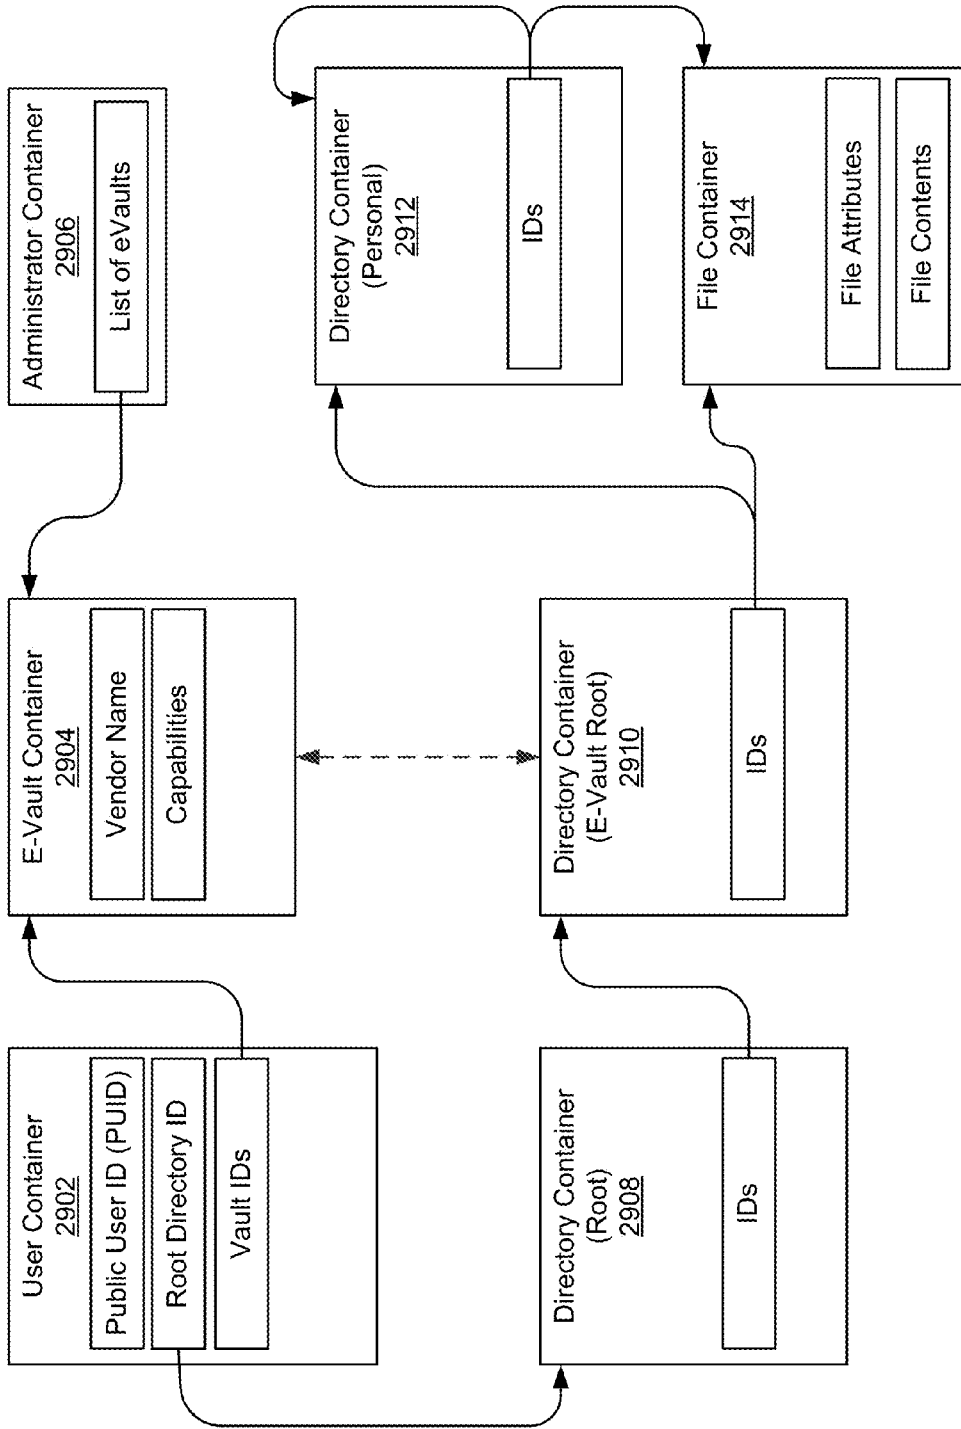 User Container
2902
Public User ID (PUID)
Root Directory ID
Vault IDs
E-Vault Container
2904
Vendor Name
Capabilities
Administrator Container
2906
List of eVaults
Directory Container
(Root)
2908
IDs
Directory Container
(E-Vault Root)
2910
IDs
Directory Container
(Personal)
2912
IDs
File Container
2914
File Attributes
File Contents